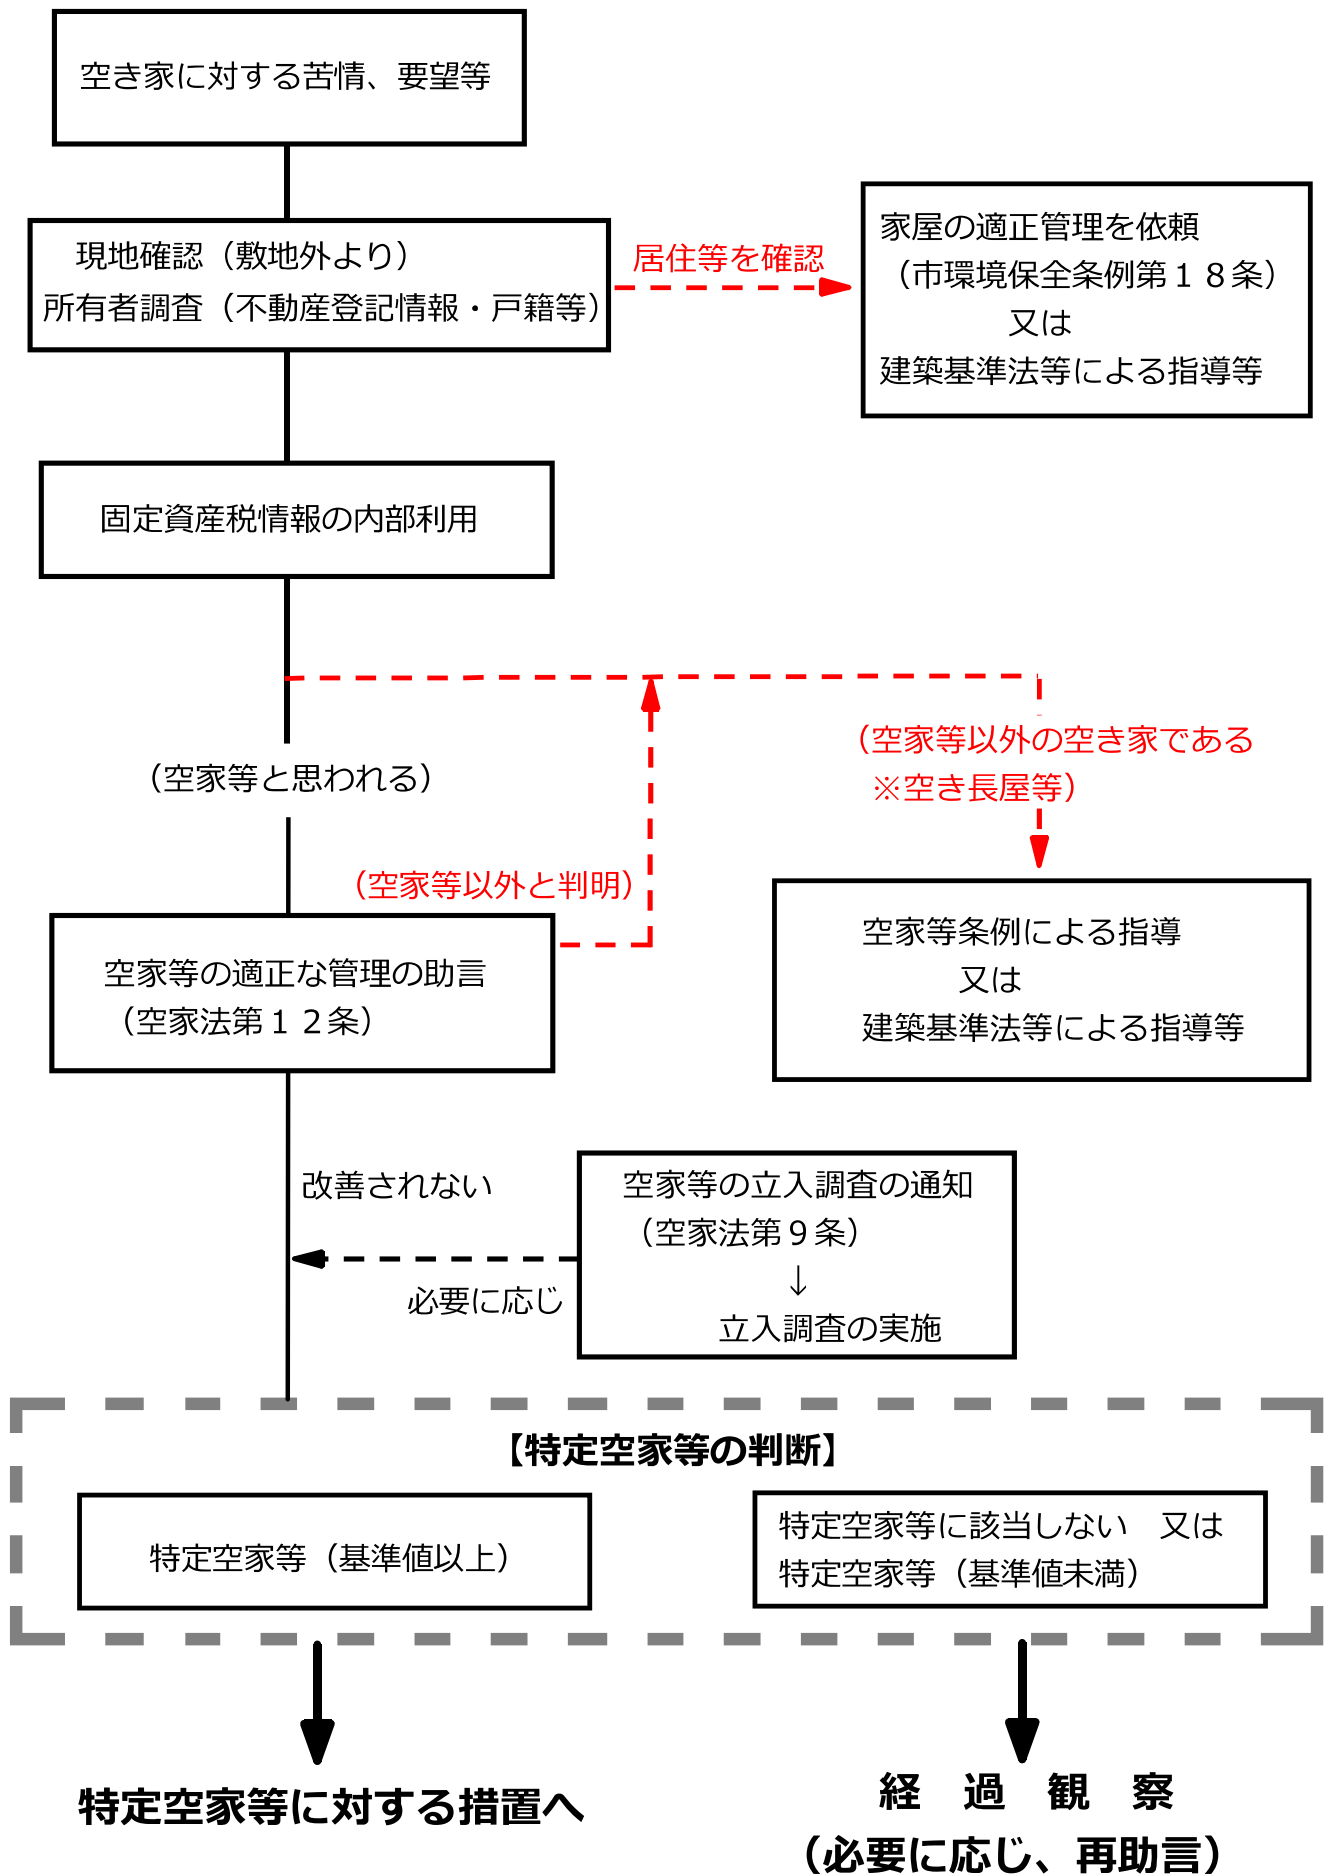 空き家に対する苦情、要望等
現地確認（敷地外より）
所有者調査（不動産登記情報・戸籍等）
居住等を確認
家屋の適正管理を依頼
（市環境保全条例第１８条）
又は
建築基準法等による指導等
固定資産税情報の内部利用
（空家等と思われる）
（空家等以外の空き家である
※空き長屋等）
（空家等以外と判明）
空家等の適正な管理の助言
（空家法第１２条）
空家等条例による指導
又は
建築基準法等による指導等
改善されない
必要に応じ
空家等の立入調査の通知
（空家法第９条）
↓
立入調査の実施
【特定空家等の判断】
特定空家等（基準値以上）
特定空家等に該当しない　又は
特定空家等（基準値未満）
特定空家等に対する措置へ
経　過　観　察
（必要に応じ、再助言）